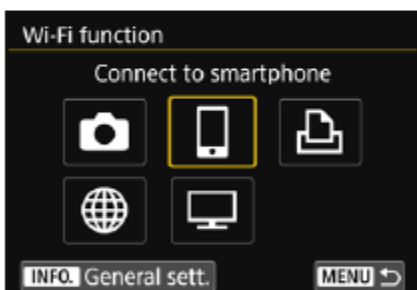 Wi-Fi function
Connect to smartphone
INFO. General sett.
MENU